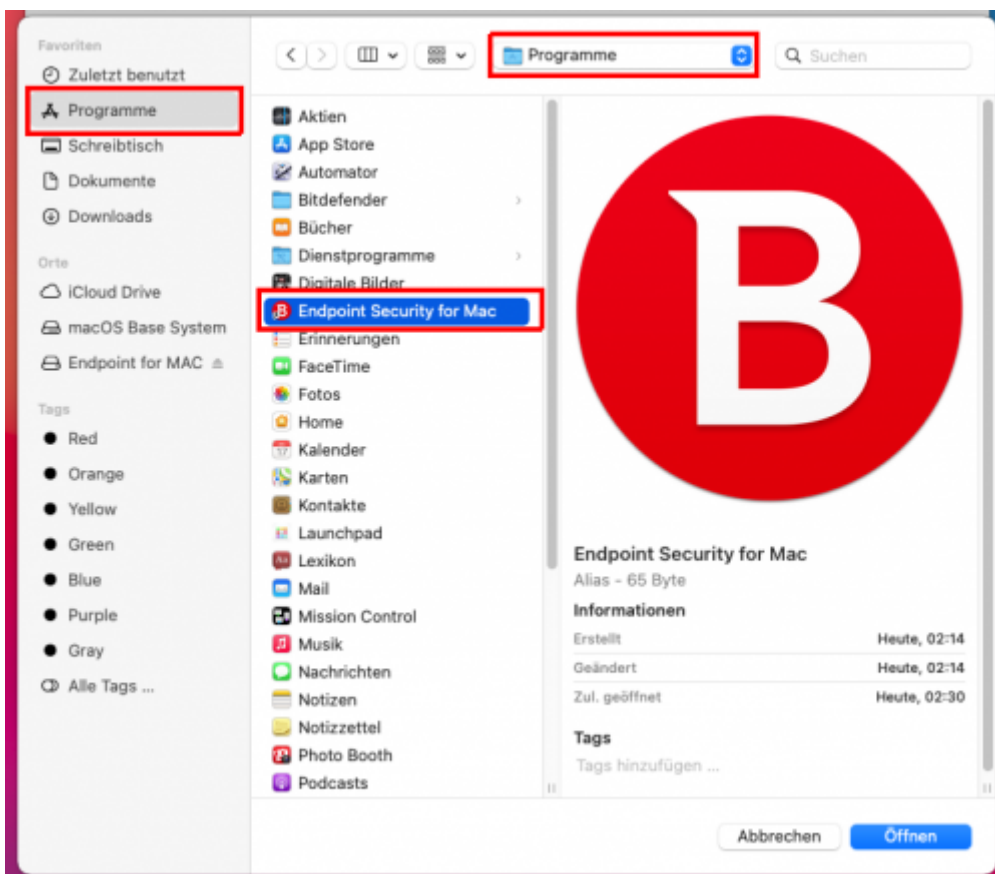 Favoriten
Zuletzt benutzt
Programme
Schreibtisch
Dokumente
Downloads
Orte
iCloud Drive
macOS Base System
Endpoint for MAC
Tags
Red
Orange
Yellow
Green
Blue
Purple
Gray
Alle Tags ...
Programme
Suchen
Aktien
App Store
Automator
Bitdefender
Bücher
Dienstprogramme
Digitale Bilder
Endpoint Security for Mac
Erinnerungen
FaceTime
Fotos
Home
Kalender
Karten
Kontakte
Launchpad
Lexikon
Mail
Mission Control
Musik
Nachrichten
Notizen
Notizzettel
Photo Booth
Podcasts
B
Endpoint Security for Mac
Alias - 65 Byte
Informationen
Erstellt Heute, 02:14
Geändert Heute, 02:14
Zul. geöffnet Heute, 02:30
Tags
Tags hinzufügen ...
Abbrechen Öffnen